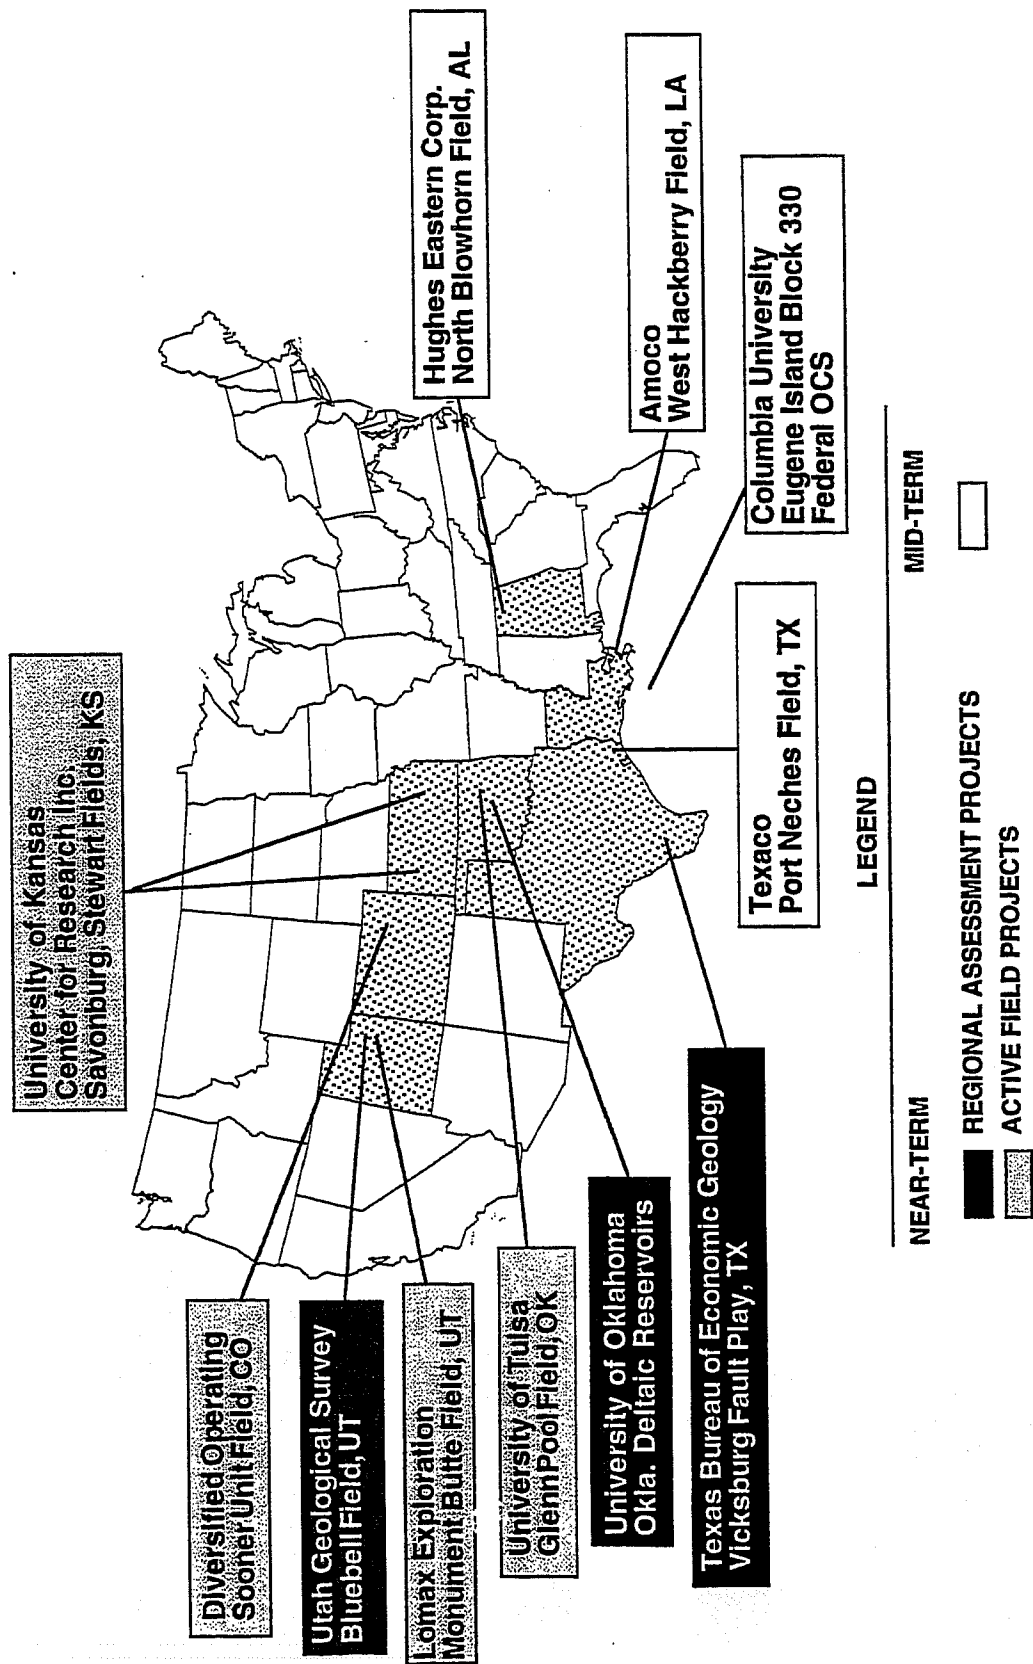 University of Kansas
Center for Research Inc.
Savonburg, Stewart Fields, KS
Diversified Operating
Sooner Unit Field, CO
Utah Geological Survey
Bluebell Field, UT
Lomax Exploration
Monument Butte Field, UT
University of Tulsa
Glenn Pool Field, OK
University of Oklahoma
Okla. Deltaic Reservoirs
Texas Bureau of Economic Geology
Vicksburg Fault Play, TX
Hughes Eastern Corp.
North Blowhorn Field, AL
Amoco
West Hackberry Field, LA
Columbia University
Eugene Island Block 330
Federal OCS
Texaco
Port Neches Field, TX
LEGEND
NEAR-TERM
MID-TERM
REGIONAL ASSESSMENT PROJECTS
ACTIVE FIELD PROJECTS